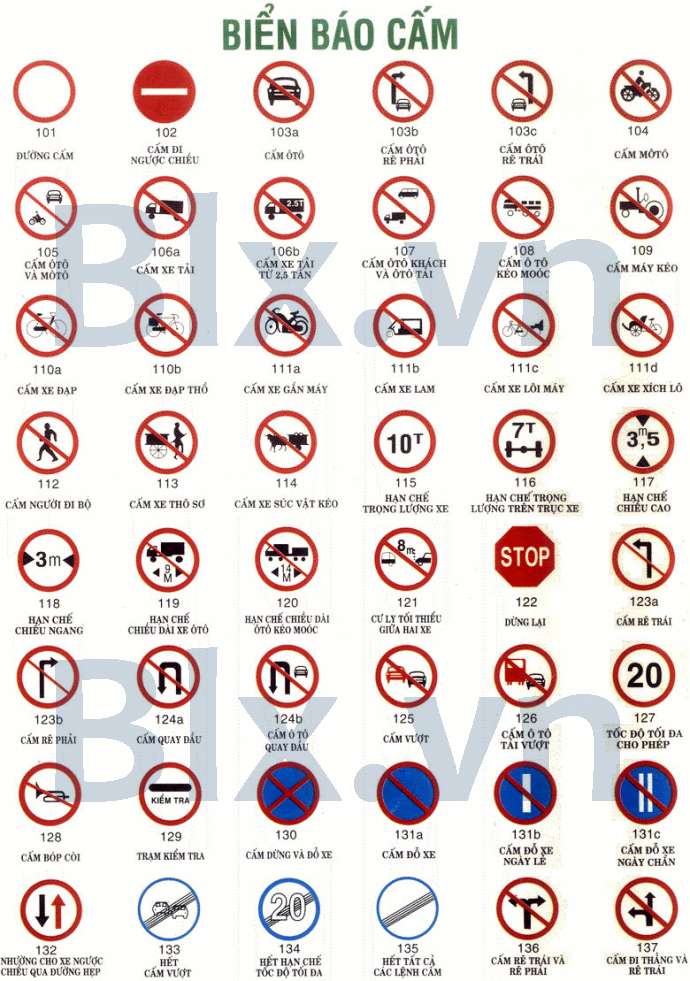 BIỂN BÁO CẤM
101
ĐƯỜNG CẤM
102
CẤM ĐI
NGƯỢC CHIỀU
103a
CẤM ÔTÔ
103b
CẤM ÔTÔ
RẼ PHẢI
103c
CẤM ÔTÔ
RẼ TRÁI
104
CẤM MÔTÔ
105
CẤM ÔTÔ
VÀ MÔTÔ
106a
CẤM XE TẢI
2.5T
106b
CẤM XE TẢI
TỪ 2,5 TẤN
107
CẤM ÔTÔ KHÁCH
VÀ ÔTÔ TẢI
108
CẤM Ô TÔ
KÉO MOÓC
109
CẤM MÁY KÉO
110a
CẤM XE ĐẠP
110b
CẤM XE ĐẠP THỒ
111a
CẤM XE GẮN MÁY
111b
CẤM XE LAM
111c
CẤM XE LÔI MÁY
111d
CẤM XE XÍCH LÔ
112
CẤM NGƯỜI ĐI BỘ
113
CẤM XE THÔ SƠ
114
CẤM XE SÚC VẬT KÉO
10T
115
HẠN CHẾ
TRỌNG LƯỢNG XE
7T
116
HẠN CHẾ TRỌNG
LƯỢNG TRÊN TRỤC XE
3m,5
117
HẠN CHẾ
CHIỀU CAO
3m
118
HẠN CHẾ
CHIỀU NGANG
9
M
119
HẠN CHẾ
CHIỀU DÀI XE ÔTÔ
14
M
120
HẠN CHẾ CHIỀU DÀI
ÔTÔ KÉO MOÓC
8m
121
CỰ LY TỐI THIỂU
GIỮA HAI XE
STOP
122
DỪNG LẠI
123a
CẤM RẼ TRÁI
123b
CẤM RẼ PHẢI
124a
CẤM QUAY ĐẦU
124b
CẤM Ô TÔ
QUAY ĐẦU
125
CẤM VƯỢT
126
CẤM Ô TÔ
TẢI VƯỢT
20
127
TỐC ĐỘ TỐI ĐA
CHO PHÉP
128
CẤM BÓP CÒI
KIỂM TRA
129
TRẠM KIỂM TRA
130
CẤM DỪNG VÀ ĐỖ XE
131a
CẤM ĐỖ XE
131b
CẤM ĐỖ XE
NGÀY LẺ
131c
CẤM ĐỖ XE
NGÀY CHẴN
132
NHƯỜNG CHO XE NGƯỢC
CHIỀU QUA ĐƯỜNG HẸP
133
HẾT
CẤM VƯỢT
20
134
HẾT HẠN CHẾ
TỐC ĐỘ TỐI ĐA
135
HẾT TẤT CẢ
CÁC LỆNH CẤM
136
CẤM RẼ TRÁI VÀ
RẼ PHẢI
137
CẤM ĐI THẲNG VÀ
RẼ TRÁI
Blx.vn
Blx.vn